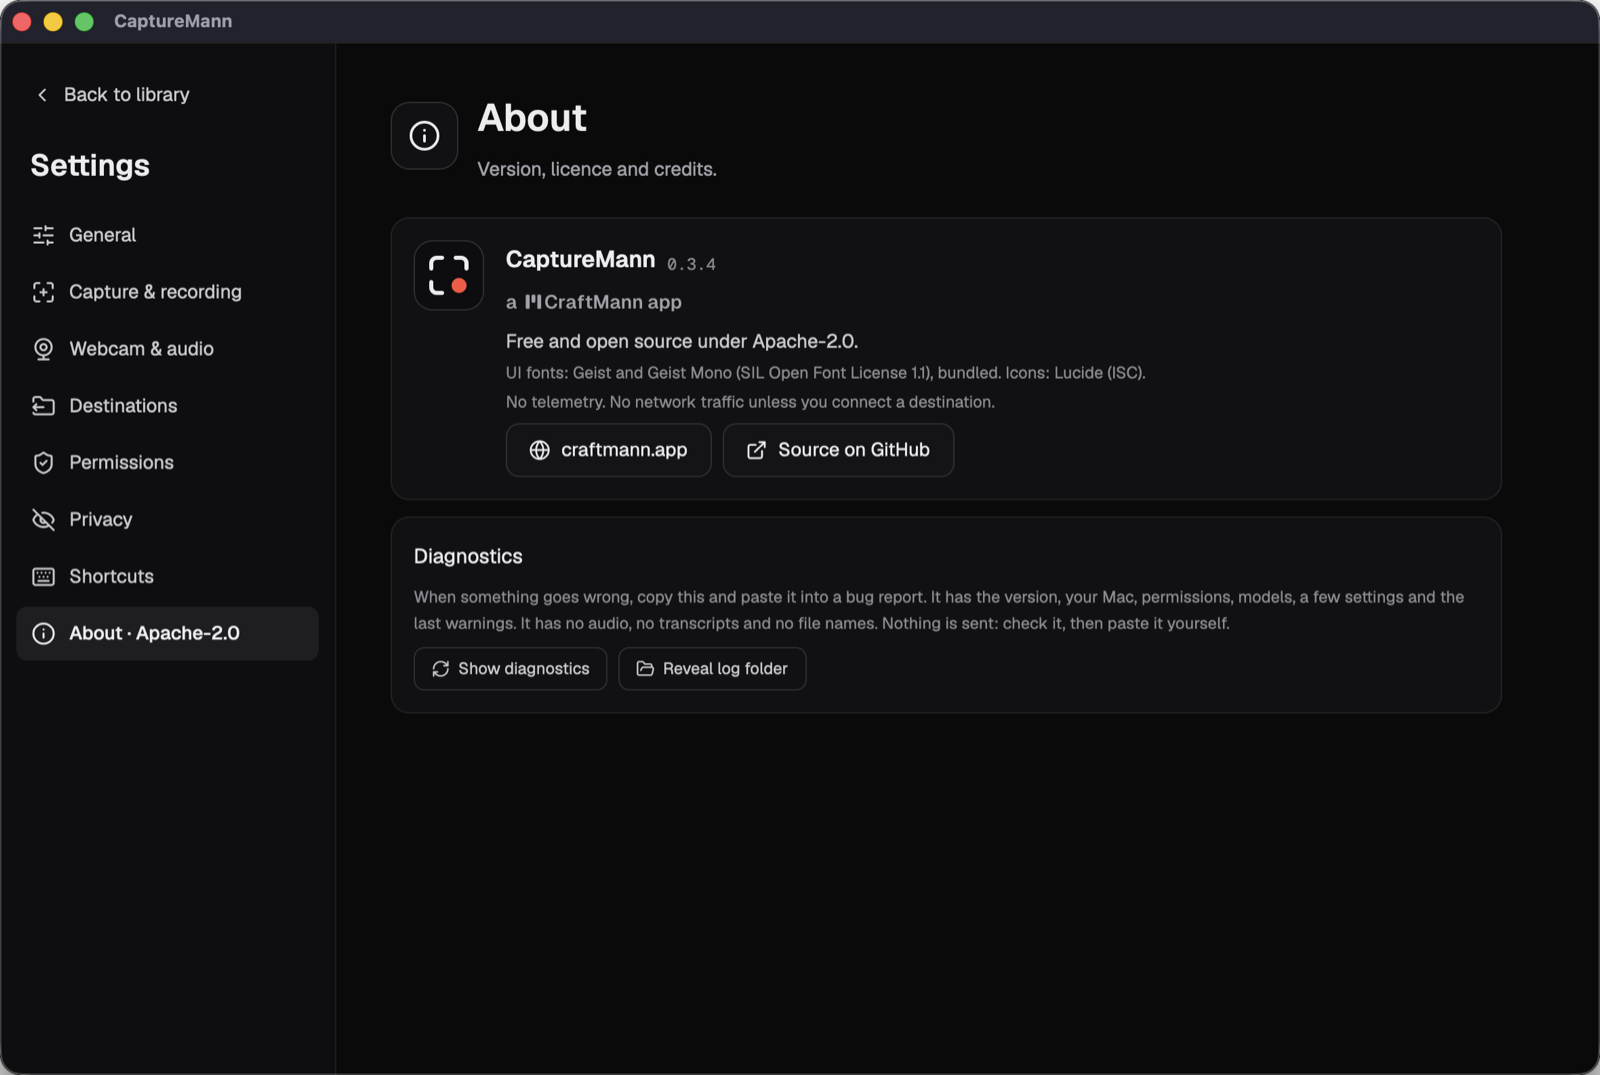 CaptureMann
Back to library
Settings
General
Capture & recording
Webcam & audio
Destinations
Permissions
Privacy
Shortcuts
About · Apache-2.0
About
Version, licence and credits.
CaptureMann 0.3.4
a CraftMann app
Free and open source under Apache-2.0.
UI fonts: Geist and Geist Mono (SIL Open Font License 1.1), bundled. Icons: Lucide (ISC).
No telemetry. No network traffic unless you connect a destination.
craftmann.app
Source on GitHub
Diagnostics
When something goes wrong, copy this and paste it into a bug report. It has the version, your Mac, permissions, models, a few settings and the
last warnings. It has no audio, no transcripts and no file names. Nothing is sent: check it, then paste it yourself.
Show diagnostics
Reveal log folder